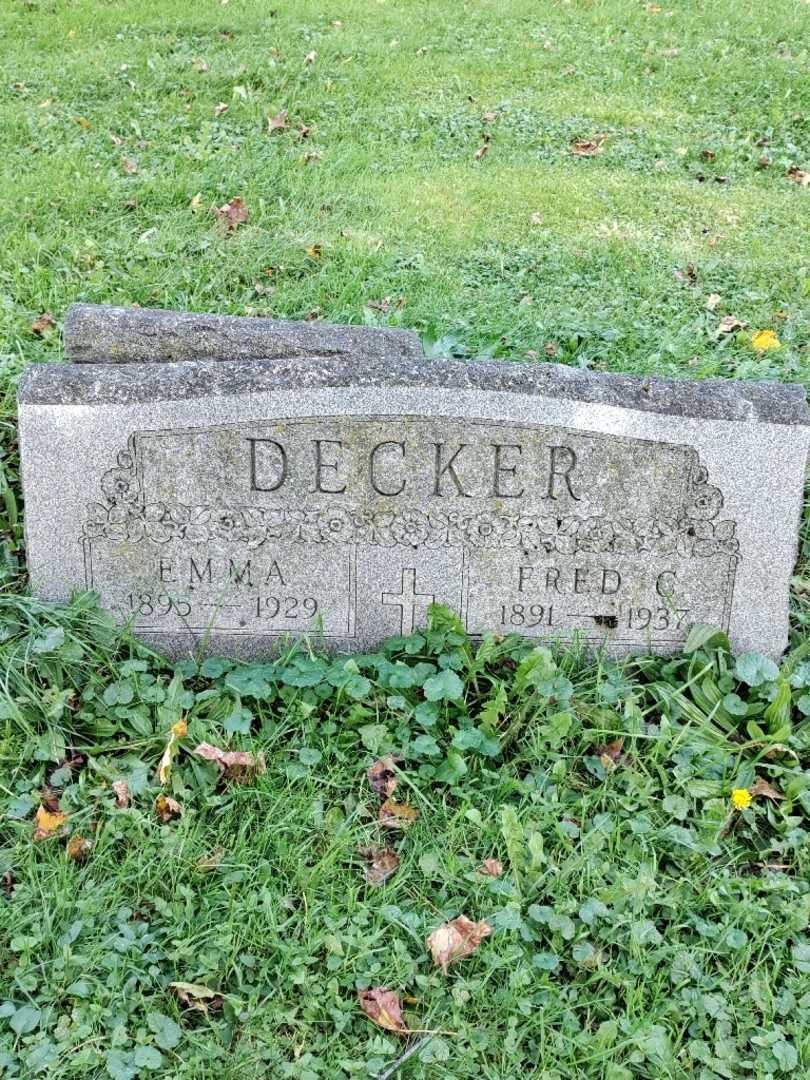 DECKER
EMMA
1895 — 1929
FRED C
1891 — 1937